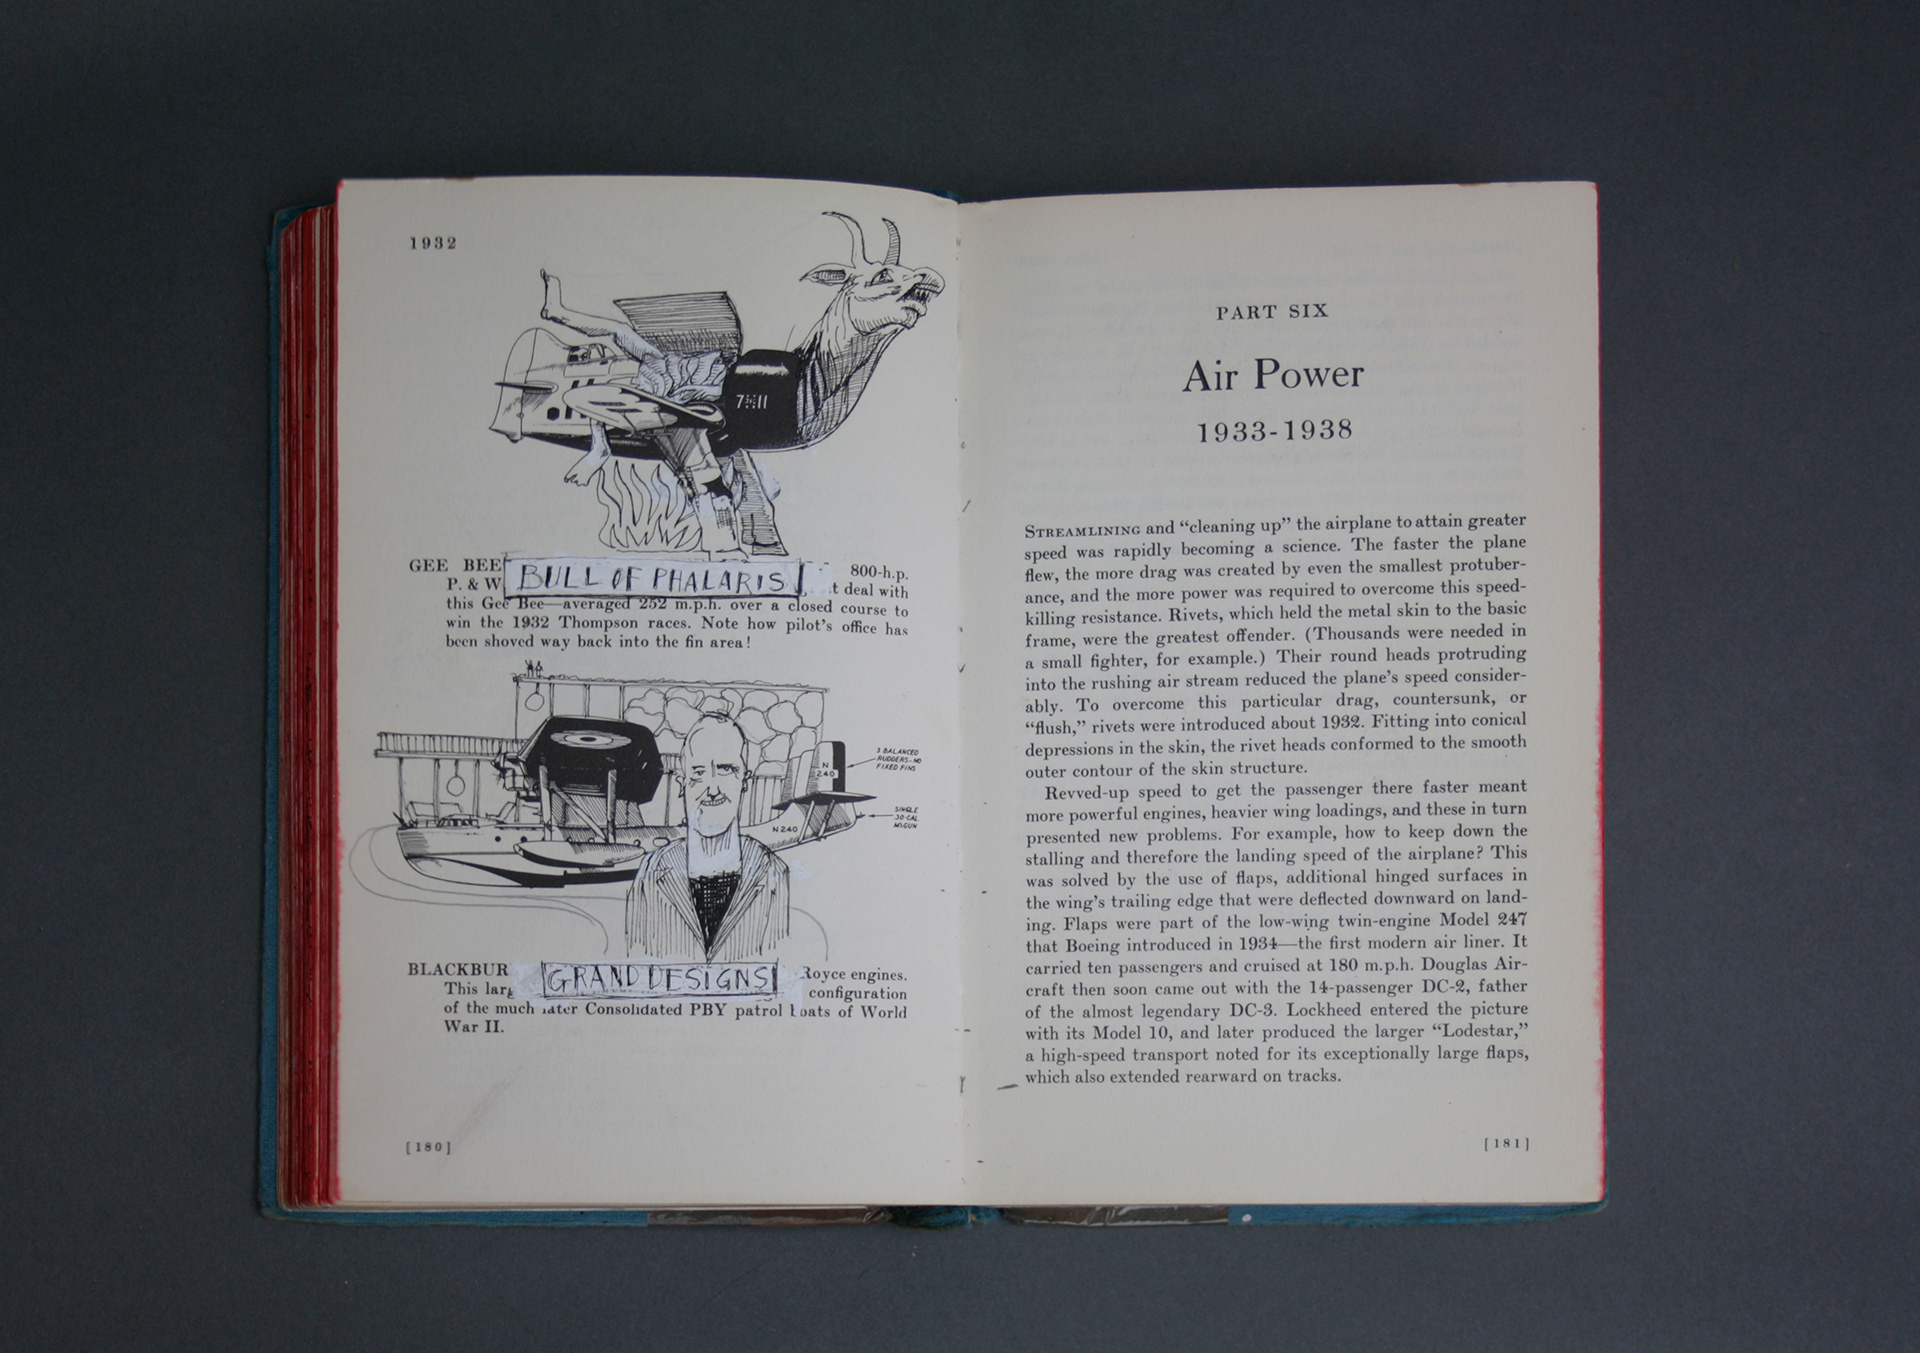 1932
7 11
GEE BEE BULL OF PHALARIS 800-h.p.
P. & W. t deal with
this Gee Bee—averaged 252 m.p.h. over a closed course to
win the 1932 Thompson races. Note how pilot's office has
been shoved way back into the fin area!
3 BALANCED
RUDDERS-NO
FIXED FINS
N
240
SINGLE
30-CAL
M'GUN
N240
BLACKBUR GRAND DESIGNS Royce engines.
This larg configuration
of the much later Consolidated PBY patrol boats of World
War II.
[180]
PART SIX
Air Power
1933-1938
STREAMLINING and “cleaning up” the airplane to attain greater
speed was rapidly becoming a science. The faster the plane
flew, the more drag was created by even the smallest protuber-
ance, and the more power was required to overcome this speed-
killing resistance. Rivets, which held the metal skin to the basic
frame, were the greatest offender. (Thousands were needed in
a small fighter, for example.) Their round heads protruding
into the rushing air stream reduced the plane's speed consider-
ably. To overcome this particular drag, countersunk, or
“flush,” rivets were introduced about 1932. Fitting into conical
depressions in the skin, the rivet heads conformed to the smooth
outer contour of the skin structure.
Revved-up speed to get the passenger there faster meant
more powerful engines, heavier wing loadings, and these in turn
presented new problems. For example, how to keep down the
stalling and therefore the landing speed of the airplane? This
was solved by the use of flaps, additional hinged surfaces in
the wing's trailing edge that were deflected downward on land-
ing. Flaps were part of the low-wing twin-engine Model 247
that Boeing introduced in 1934—the first modern air liner. It
carried ten passengers and cruised at 180 m.p.h. Douglas Air-
craft then soon came out with the 14-passenger DC-2, father
of the almost legendary DC-3. Lockheed entered the picture
with its Model 10, and later produced the larger “Lodestar,”
a high-speed transport noted for its exceptionally large flaps,
which also extended rearward on tracks.
[181]